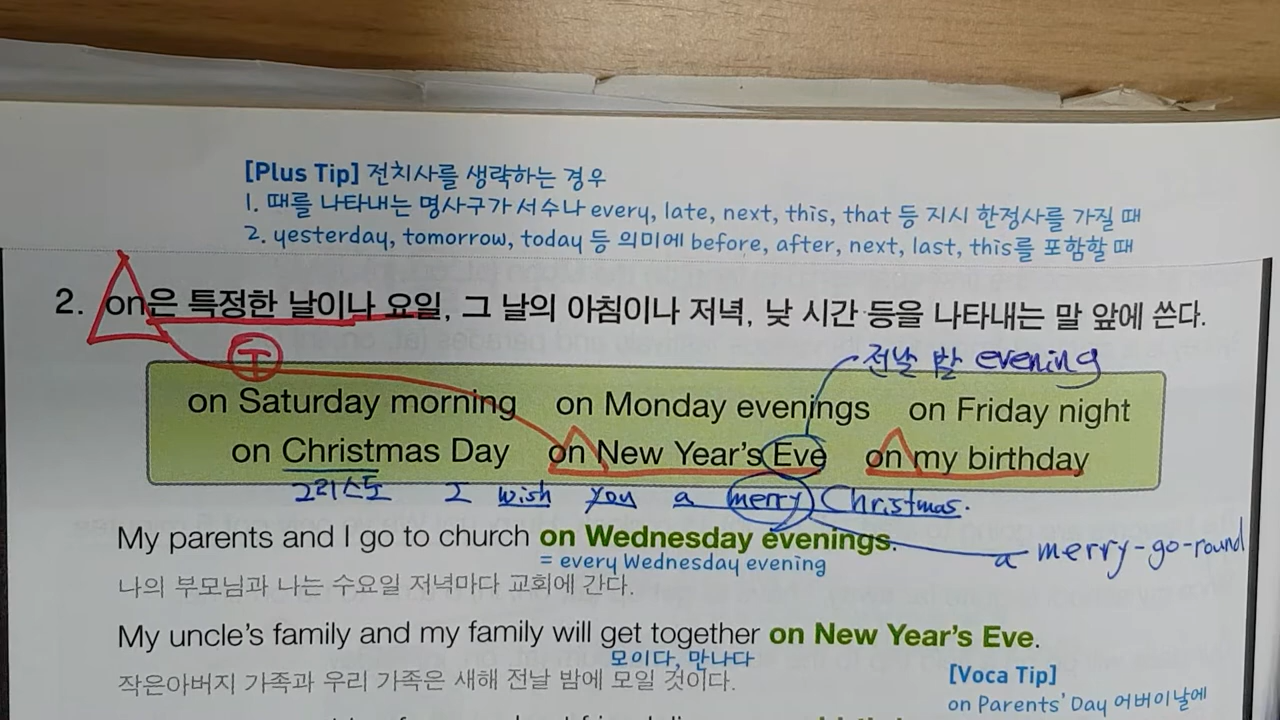 [Plus Tip] 전치사를 생략하는 경우
1. 때를 나타내는 명사구가 서수나 every, late, next, this, that 등 지시 한정사를 가질 때
2. yesterday, tomorrow, today 등 의미에 before, after, next, last, this를 포함할 때
2. on은 특정한 날이나 요일, 그 날의 아침이나 저녁, 낮 시간 등을 나타내는 말 앞에 쓴다.
T
전날 밤 evening
on Saturday morning on Monday evenings on Friday night
on Christmas Day on New Year's Eve on my birthday
그리스도 I wish you a merry Christmas.
My parents and I go to church on Wednesday evenings.
a merry-go-round
= every Wednesday evening
나의 부모님과 나는 수요일 저녁마다 교회에 간다.
My uncle's family and my family will get together on New Year's Eve.
모이다, 만나다
작은아버지 가족과 우리 가족은 새해 전날 밤에 모일 것이다.
[Voca Tip]
on Parents' Day 어버이날에